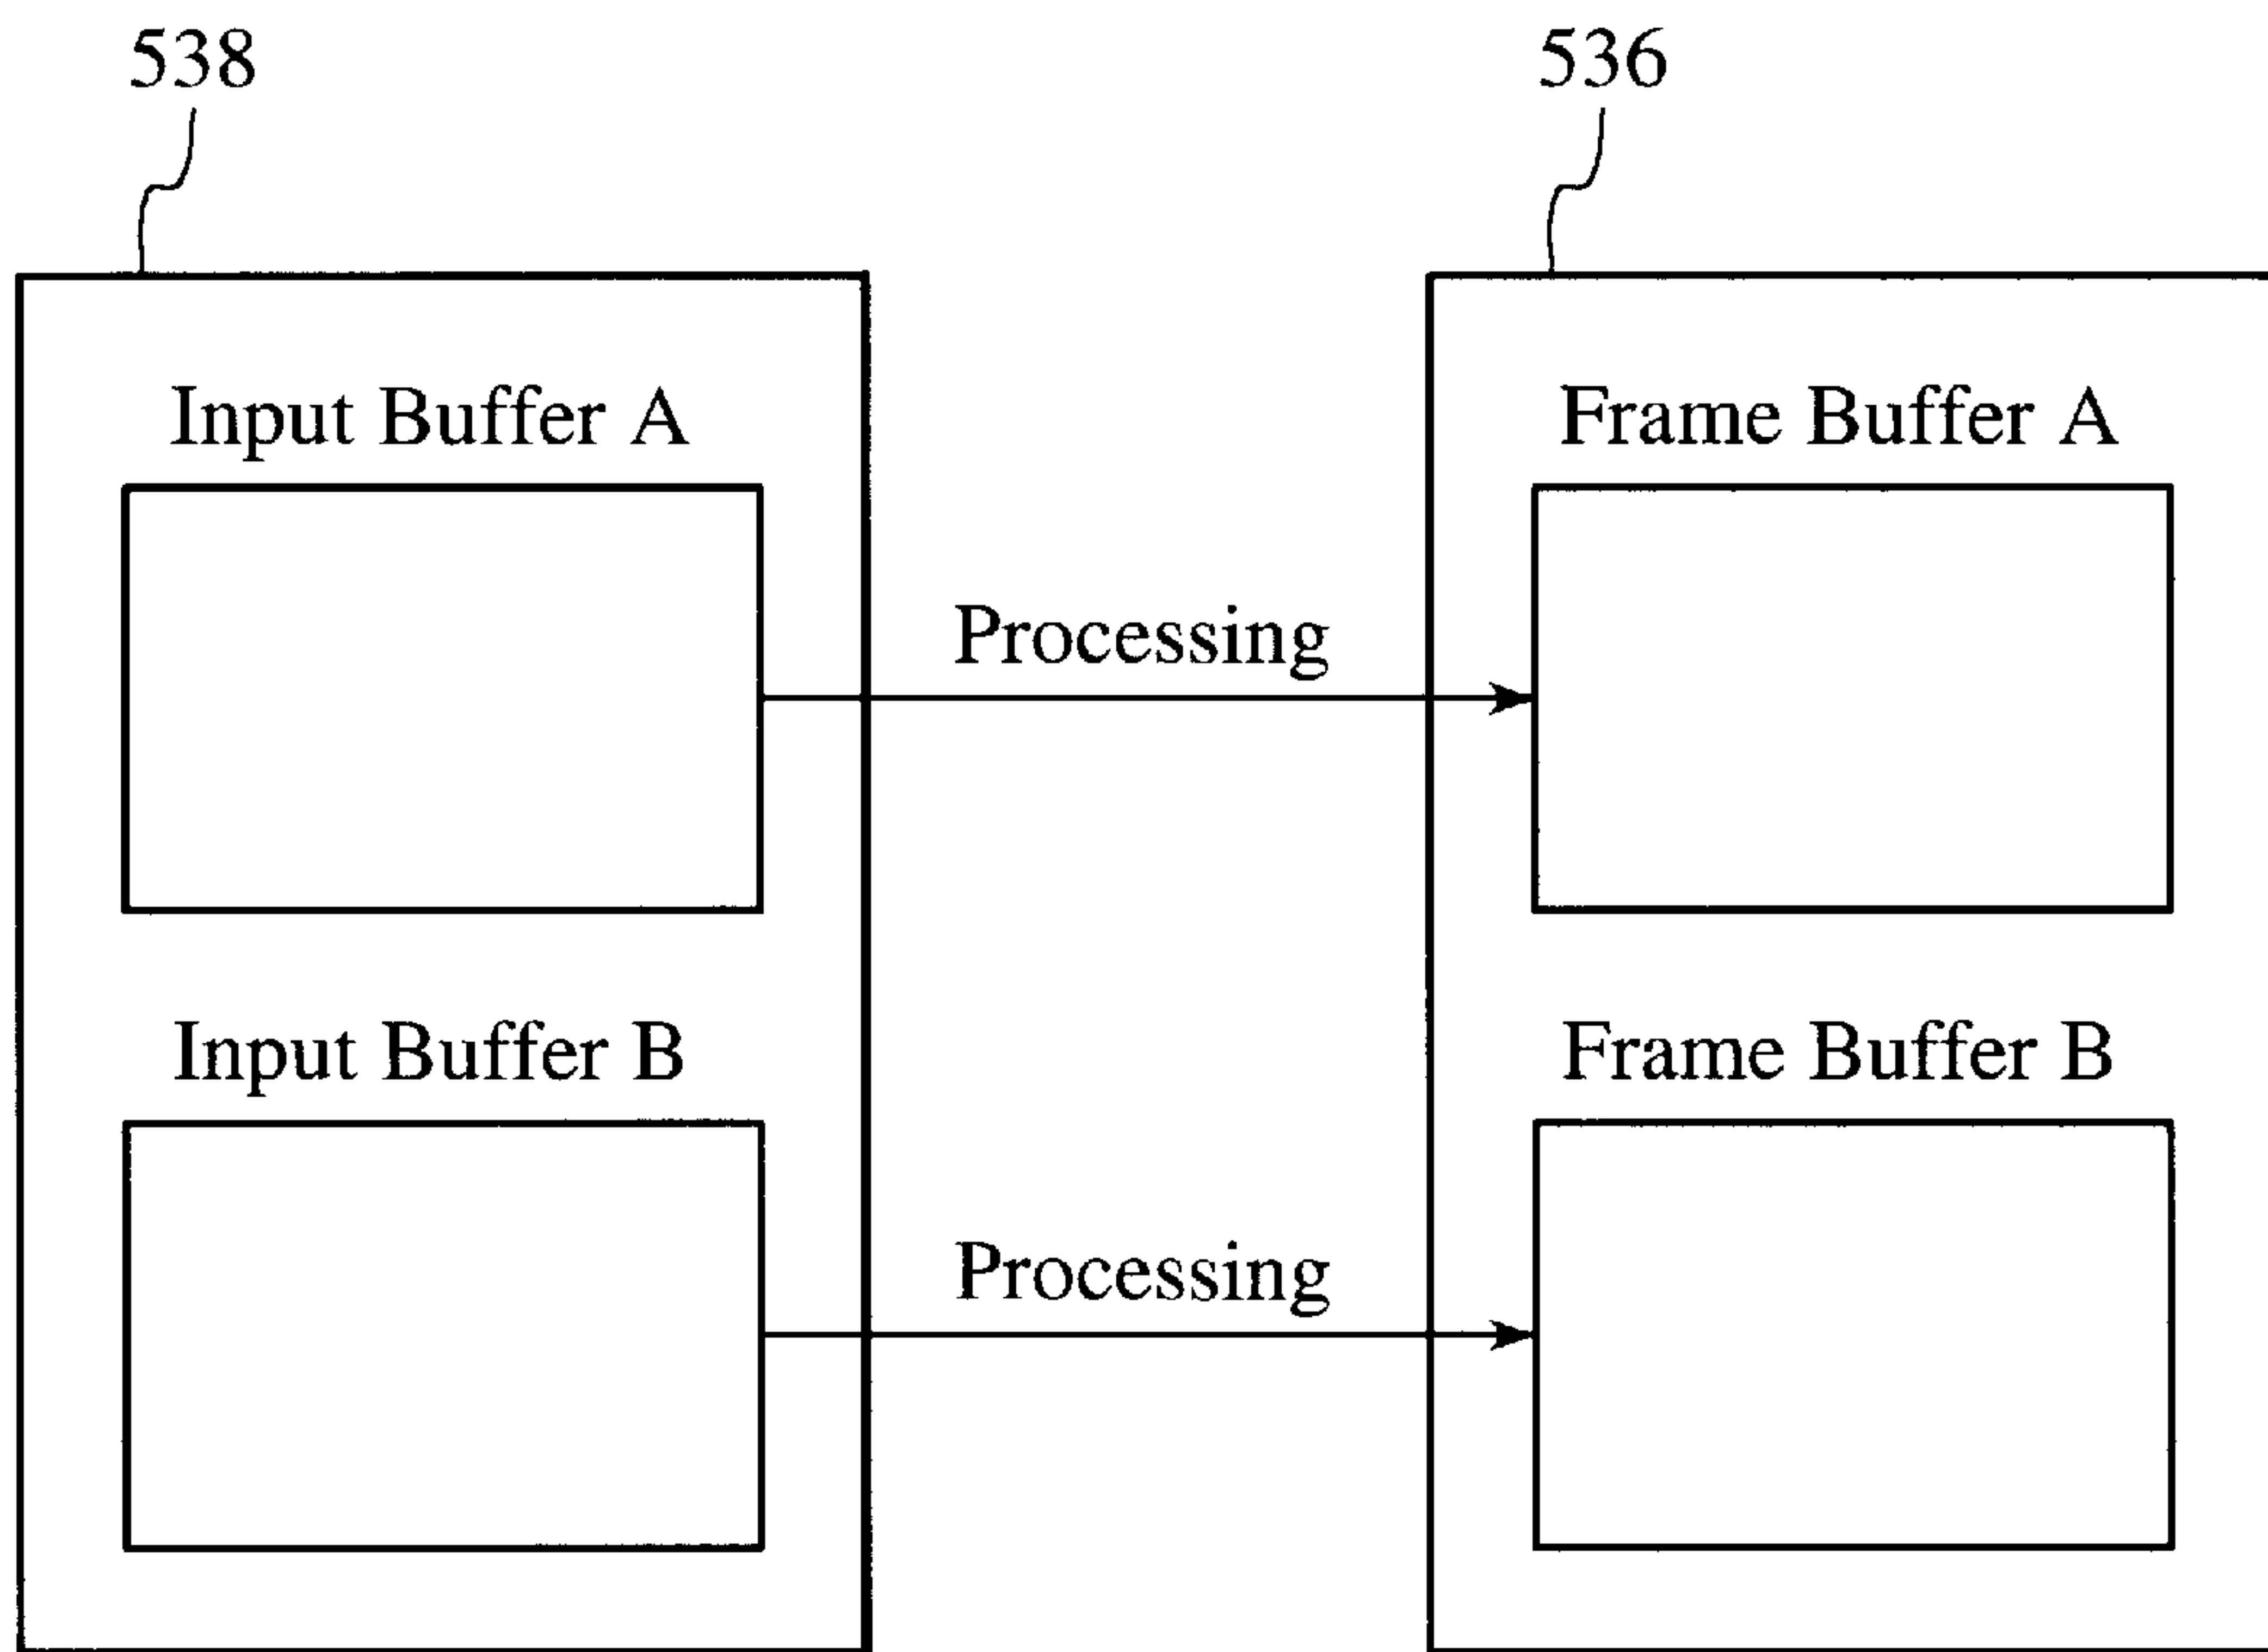 538
536
Input Buffer A
Frame Buffer A
Processing
Input Buffer B
Frame Buffer B
Processing